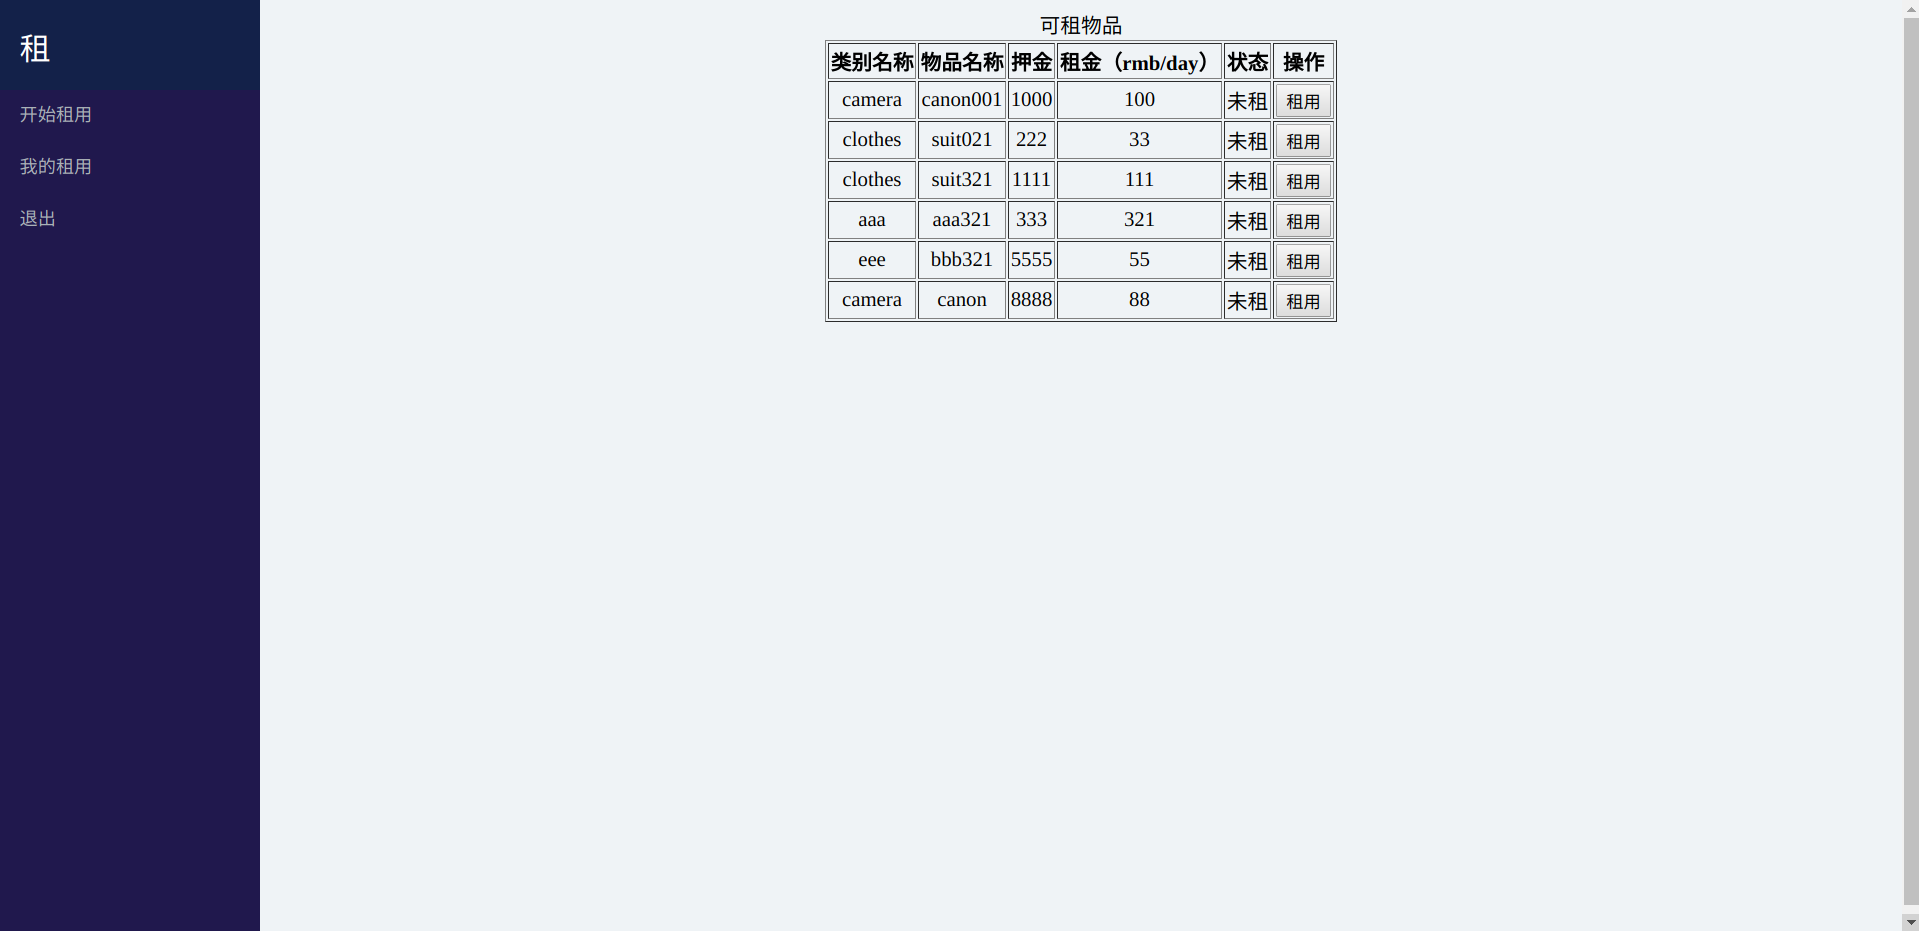 租
开始租用
我的租用
退出
可租物品
类别名称 物品名称 押金 租金（rmb/day） 状态 操作
camera canon001 1000 100 未租 租用
clothes suit021 222 33 未租 租用
clothes suit321 1111 111 未租 租用
aaa aaa321 333 321 未租 租用
eee bbb321 5555 55 未租 租用
camera canon 8888 88 未租 租用